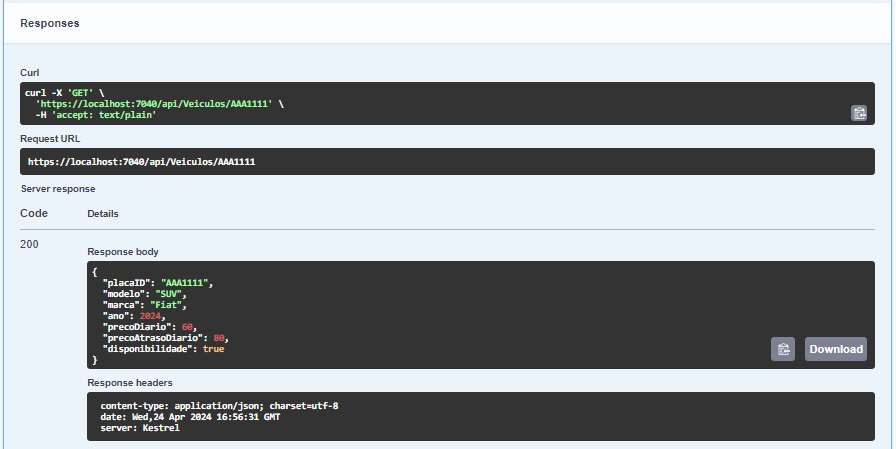 Responses
Curl
curl -X 'GET' \
  'https://localhost:7040/api/Veiculos/AAA1111' \
  -H 'accept: text/plain'
Request URL
https://localhost:7040/api/Veiculos/AAA1111
Server response
Code Details
200
Response body
{
  "placaID": "AAA1111",
  "modelo": "SUV",
  "marca": "Fiat",
  "ano": 2024,
  "precoDiario": 60,
  "precoAtrasoDiario": 80,
  "disponibilidade": true
}
Download
Response headers
content-type: application/json; charset=utf-8
date: Wed,24 Apr 2024 16:56:31 GMT
server: Kestrel